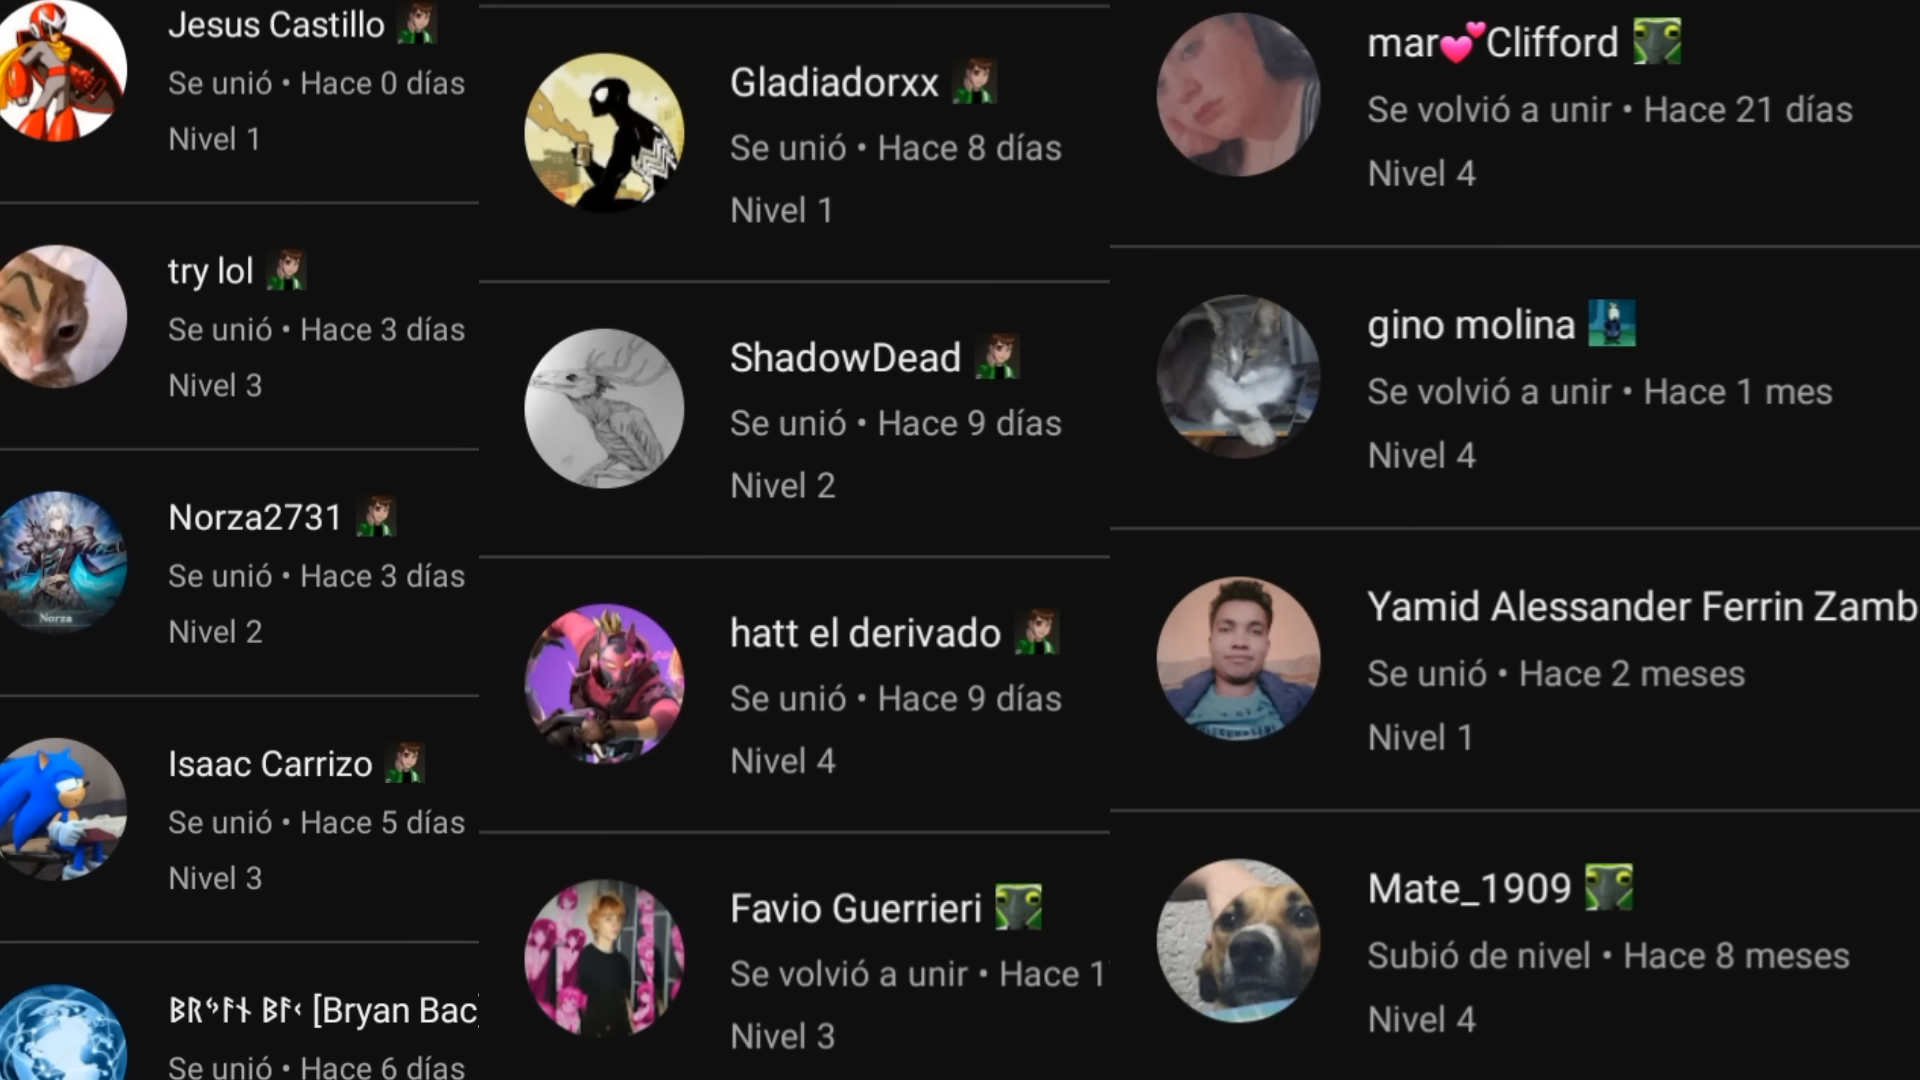 Jesus Castillo
Se unió • Hace 0 días
Nivel 1
try lol
Se unió • Hace 3 días
Nivel 3
Norza2731
Se unió • Hace 3 días
Nivel 2
Norza
Isaac Carrizo
Se unió • Hace 5 días
Nivel 3
[Bryan Bac
Se unió • Hace 6 días
Gladiadorxx
Se unió • Hace 8 días
Nivel 1
ShadowDead
Se unió • Hace 9 días
Nivel 2
hatt el derivado
Se unió • Hace 9 días
Nivel 4
Favio Guerrieri
Se volvió a unir • Hace 1
Nivel 3
mar💕Clifford
Se volvió a unir • Hace 21 días
Nivel 4
gino molina
Se volvió a unir • Hace 1 mes
Nivel 4
Yamid Alessander Ferrin Zamb
Se unió • Hace 2 meses
Nivel 1
Mate_1909
Subió de nivel • Hace 8 meses
Nivel 4